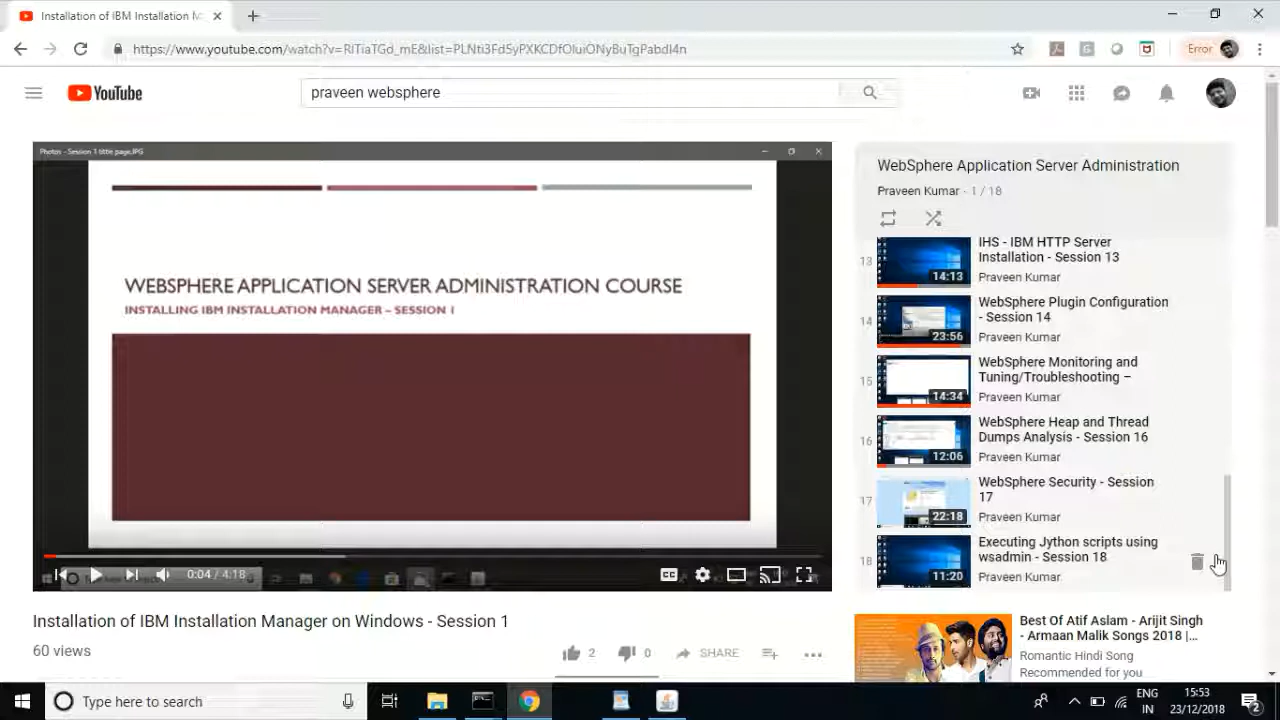 Installation of IBM Installation M
https://www.youtube.com/watch?v=RlTiaTGo_mE&list=PLNti3Fd5yPXKCDfOluiONyBuTgPabdl4n
Error
YouTube
praveen websphere
Photos - Session 1 tittle page.JPG
WEBSPHERE APPLICATION SERVER ADMINISTRATION COURSE
INSTALLING IBM INSTALLATION MANAGER – SESSION 1
0:04 / 4:18
CC
Installation of IBM Installation Manager on Windows - Session 1
60 views
2
0
SHARE
WebSphere Application Server Administration
Praveen Kumar - 1 / 18
13
14:13
IHS - IBM HTTP Server
Installation - Session 13
Praveen Kumar
14
23:56
WebSphere Plugin Configuration
- Session 14
Praveen Kumar
15
14:34
WebSphere Monitoring and
Tuning/Troubleshooting –
Praveen Kumar
16
12:06
WebSphere Heap and Thread
Dumps Analysis - Session 16
Praveen Kumar
17
22:18
WebSphere Security - Session
17
Praveen Kumar
18
11:20
Executing Jython scripts using
wsadmin - Session 18
Praveen Kumar
Best Of Atif Aslam - Arijit Singh
- Armaan Malik Songs 2018 |...
Romantic Hindi Song
Recommended for you
Type here to search
ENG
IN
15:53
23/12/2018
2